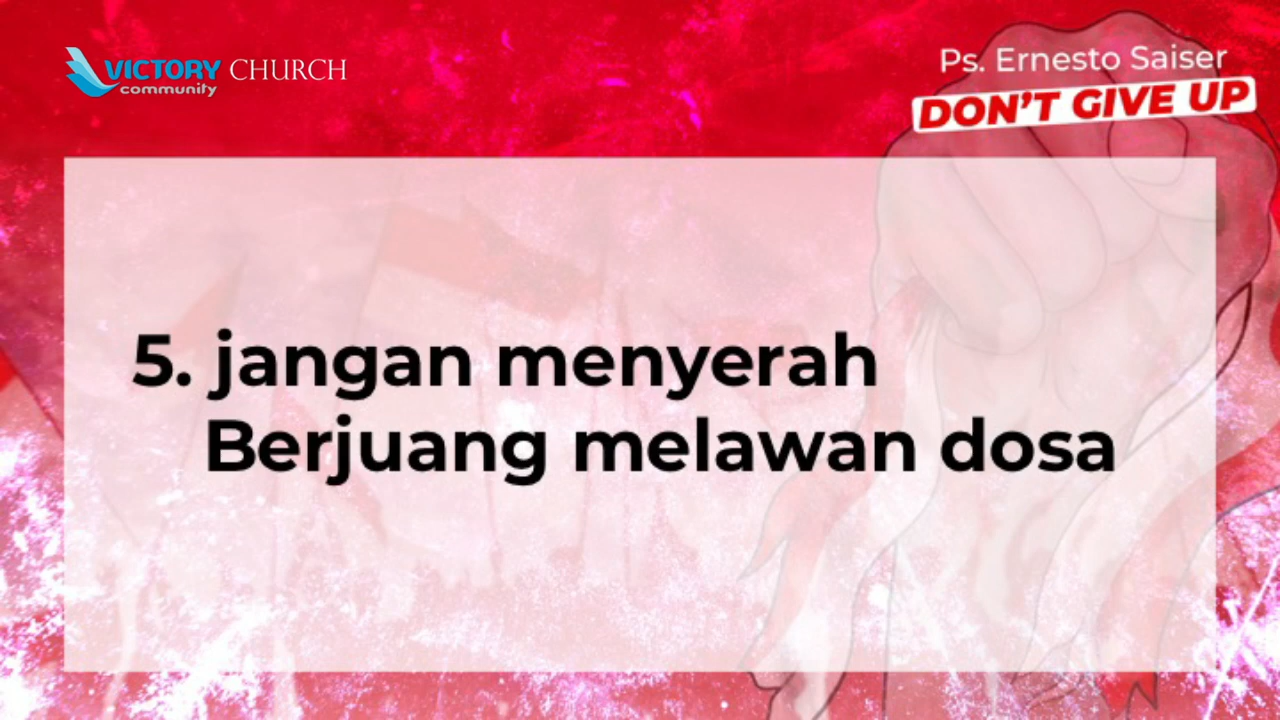 VICTORY CHURCH
community
Ps. Ernesto Saiser
DON'T GIVE UP
5. jangan menyerah
Berjuang melawan dosa